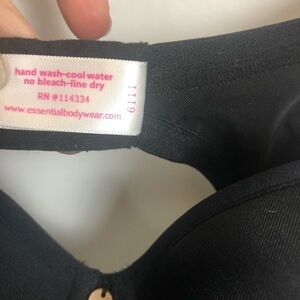 hand wash-cool water
no bleach-line dry
RN #114334
www.essentialbodywear.com
6111